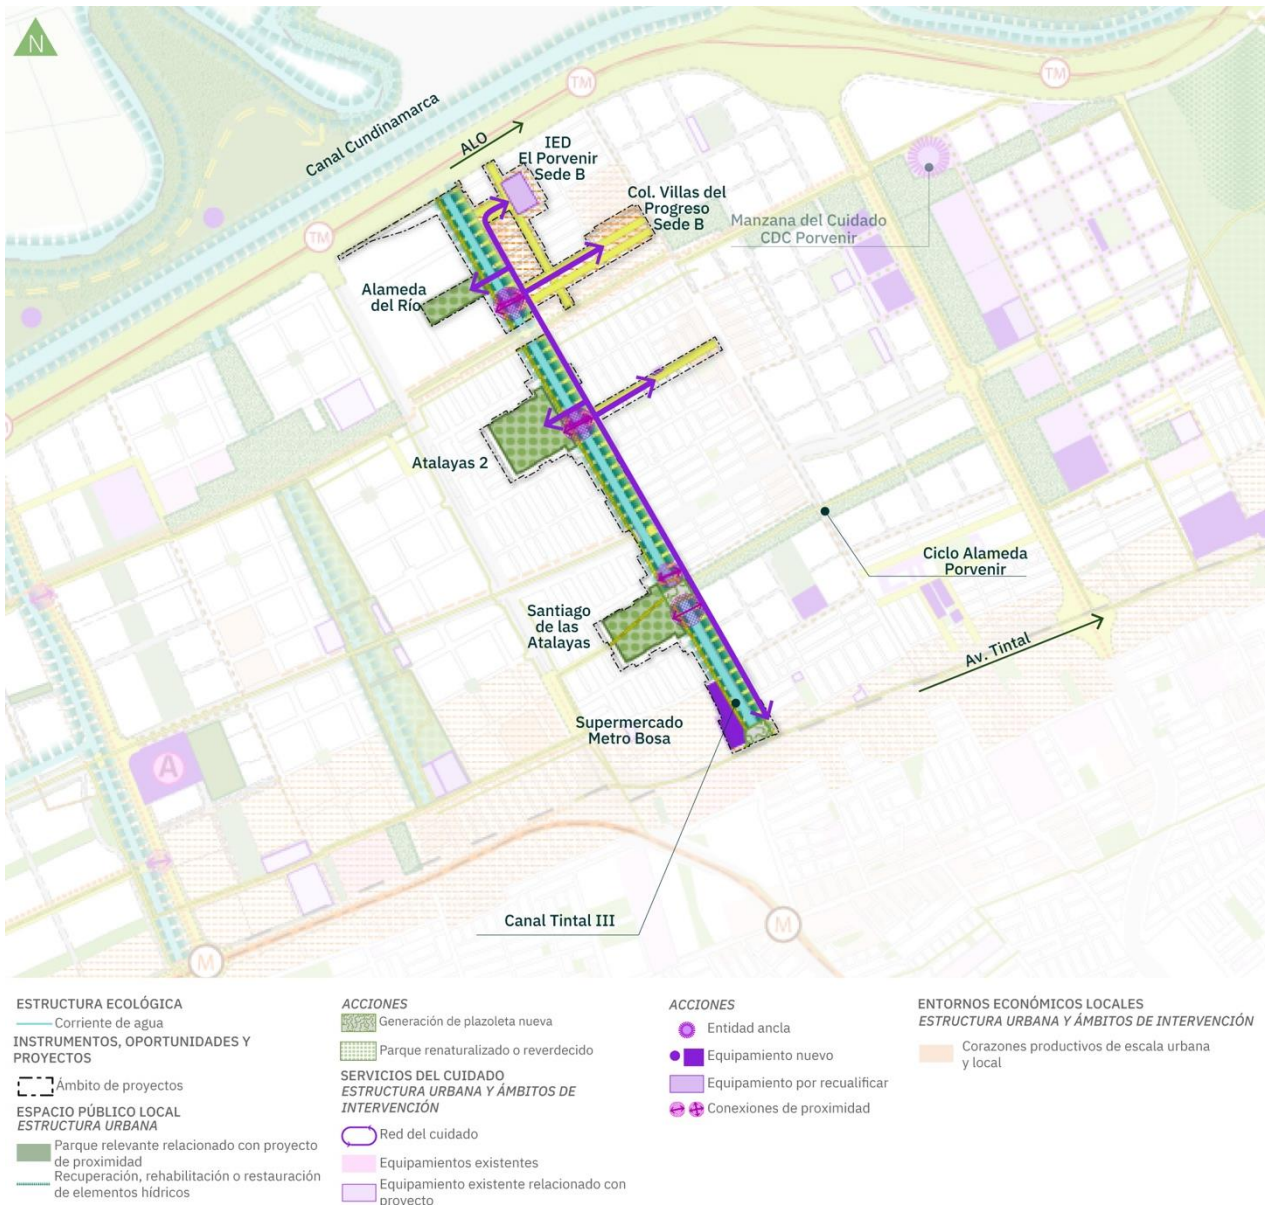 N
Canal Cundinamarca
ALO
TM
TM
TM
IED
El Porvenir
Sede B
Col. Villas del
Progreso
Sede B
Manzana del Cuidado
CDC Porvenir
Alameda
del Río
Atalayas 2
Ciclo Alameda
Porvenir
Santiago
de las
Atalayas
Av. Tintal
Supermercado
Metro Bosa
A
Canal Tintal III
M
M
ESTRUCTURA ECOLÓGICA
Corriente de agua
INSTRUMENTOS, OPORTUNIDADES Y
PROYECTOS
Ámbito de proyectos
ESPACIO PÚBLICO LOCAL
ESTRUCTURA URBANA
Parque relevante relacionado con proyecto
de proximidad
Recuperación, rehabilitación o restauración
de elementos hídricos
ACCIONES
Generación de plazoleta nueva
Parque renaturalizado o reverdecido
SERVICIOS DEL CUIDADO
ESTRUCTURA URBANA Y ÁMBITOS DE
INTERVENCIÓN
Red del cuidado
Equipamientos existentes
Equipamiento existente relacionado con
proyecto
ACCIONES
Entidad ancla
Equipamiento nuevo
Equipamiento por recualificar
Conexiones de proximidad
ENTORNOS ECONÓMICOS LOCALES
ESTRUCTURA URBANA Y ÁMBITOS DE INTERVENCIÓN
Corazones productivos de escala urbana
y local